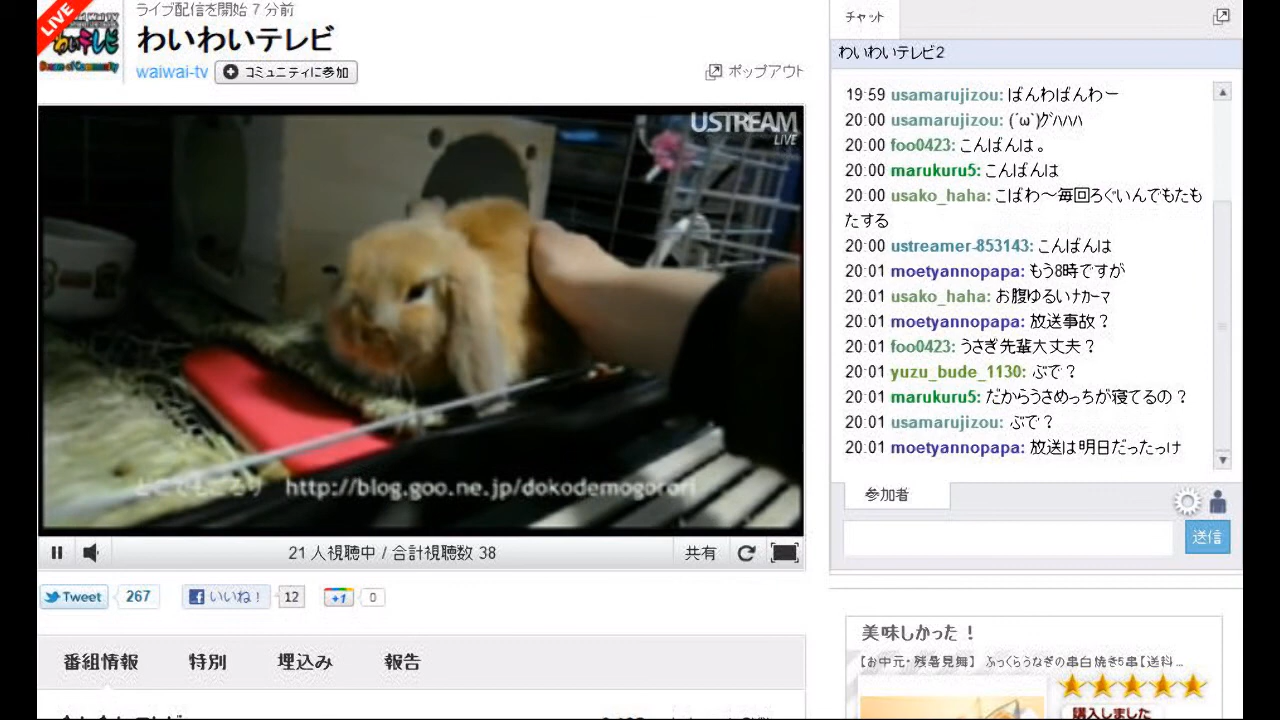 LIVE
ライブ配信を開始 7 分前
わいわいテレビ
waiwai-tv コミュニティに参加
ポップアウト
USTREAM
LIVE
どこでもごろり http://blog.goo.ne.jp/dokodemogorori
21 人視聴中 / 合計視聴数 38
共有
Tweet 267 いいね！ 12 +1 0
番組情報 特別 埋込み 報告
チャット
わいわいテレビ2
19:59 usamarujizou: ばんわばんわー
20:00 usamarujizou: (´ω`)ｸﾞﾊﾊﾊ
20:00 foo0423: こんばんは。
20:00 marukuru5: こんばんは
20:00 usako_haha: こばわ～毎回ろぐいんでもたも
たする
20:00 ustreamer-853143: こんばんは
20:01 moetyannopapa: もう8時ですが
20:01 usako_haha: お腹ゆるいﾅｶｰﾏ
20:01 moetyannopapa: 放送事故？
20:01 foo0423: うさぎ先輩大丈夫？
20:01 yuzu_bude_1130: ぶで？
20:01 marukuru5: だからうさめっちが寝てるの？
20:01 usamarujizou: ぶで？
20:01 moetyannopapa: 放送は明日だったっけ
参加者
送信
美味しかった！
【お中元・残暑見舞】 ふっくらうなぎの串白焼き5串【送料 ...
購入しました